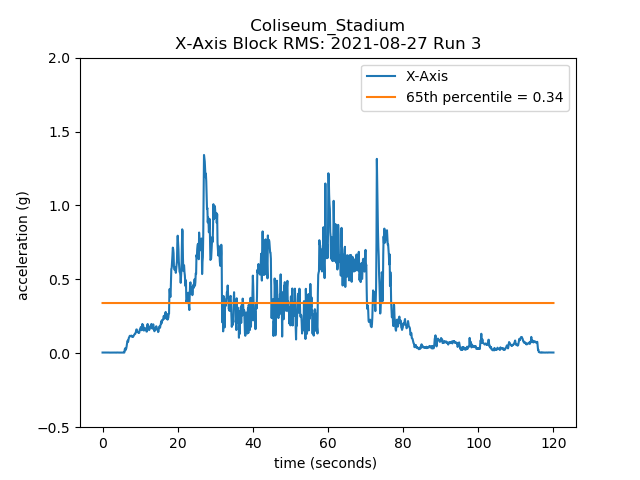 Coliseum_Stadium
X-Axis Block RMS: 2021-08-27 Run 3
X-Axis
65th percentile = 0.34
acceleration (g)
2.0
1.5
1.0
0.5
0.0
−0.5
0 20 40 60 80 100 120
time (seconds)